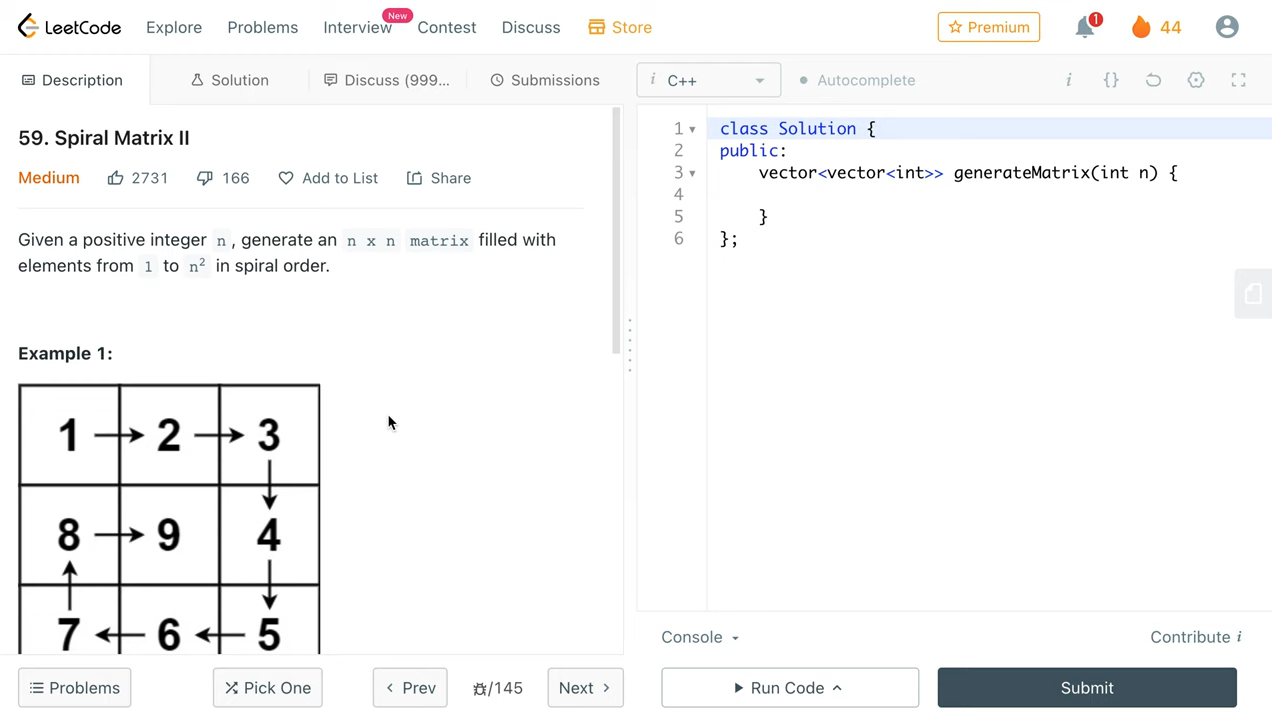 LeetCode Explore Problems Interview New Contest Discuss Store Premium 1 44
Description Solution Discuss (999... Submissions i C++ Autocomplete i {}
59. Spiral Matrix II
Medium 2731 166 Add to List Share
Given a positive integer n, generate an n x n matrix filled with
elements from 1 to n² in spiral order.
Example 1:
1 2 3
8 9 4
7 6 5
Problems Pick One Prev /145 Next
1 class Solution {
2 public:
3 vector<vector<int>> generateMatrix(int n) {
4
5 }
6 };
Console Contribute i
Run Code Submit